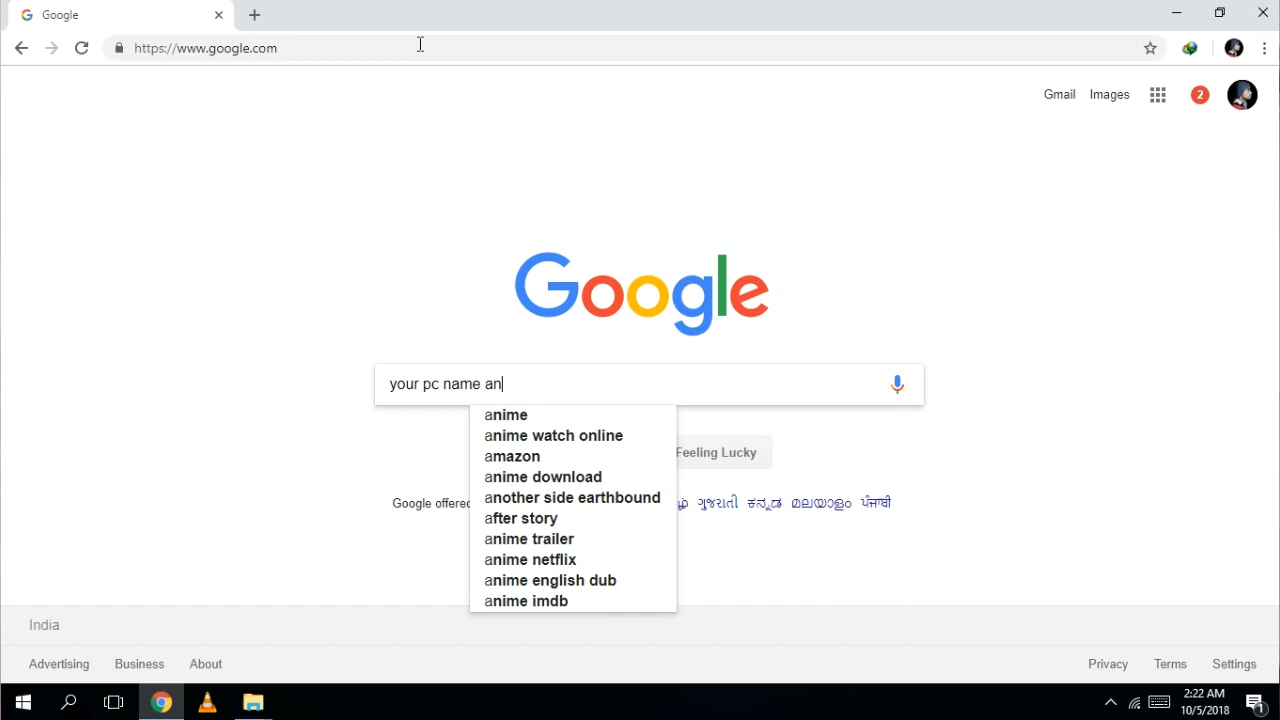 Google
https://www.google.com
Gmail Images 2
Google
your pc name an
anime
anime watch online
amazon
Feeling Lucky
anime download
another side earthbound
Google offered ગુજરાતી ಕನ್ನಡ മലയാളം ਪੰਜਾਬੀ
after story
anime trailer
anime netflix
anime english dub
anime imdb
India
Advertising Business About Privacy Terms Settings
2:22 AM
10/5/2018
1